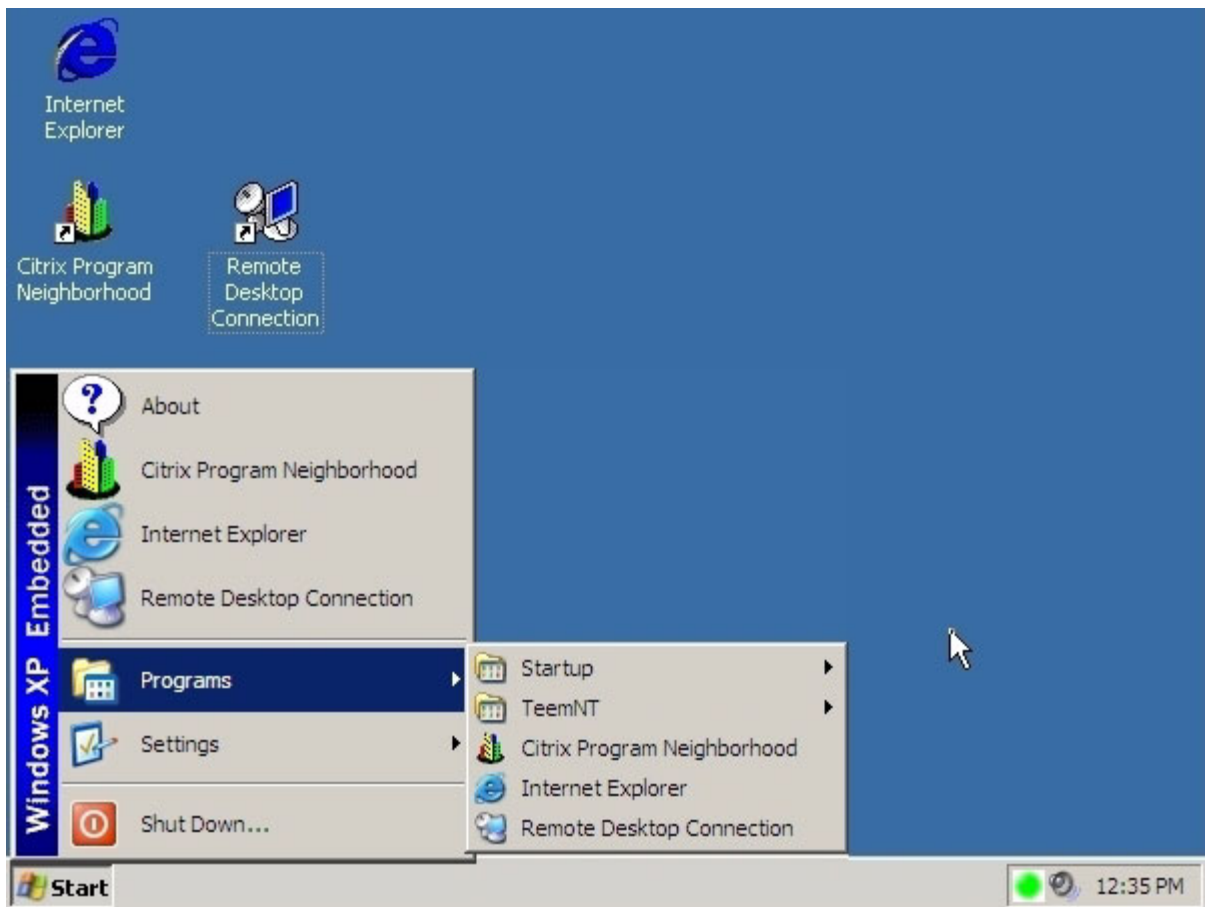 Internet
Explorer
Citrix Program
Neighborhood
Remote
Desktop
Connection
Windows XP Embedded
About
Citrix Program Neighborhood
Internet Explorer
Remote Desktop Connection
Programs
Settings
Shut Down...
Startup
TeemNT
Citrix Program Neighborhood
Internet Explorer
Remote Desktop Connection
Start
12:35 PM